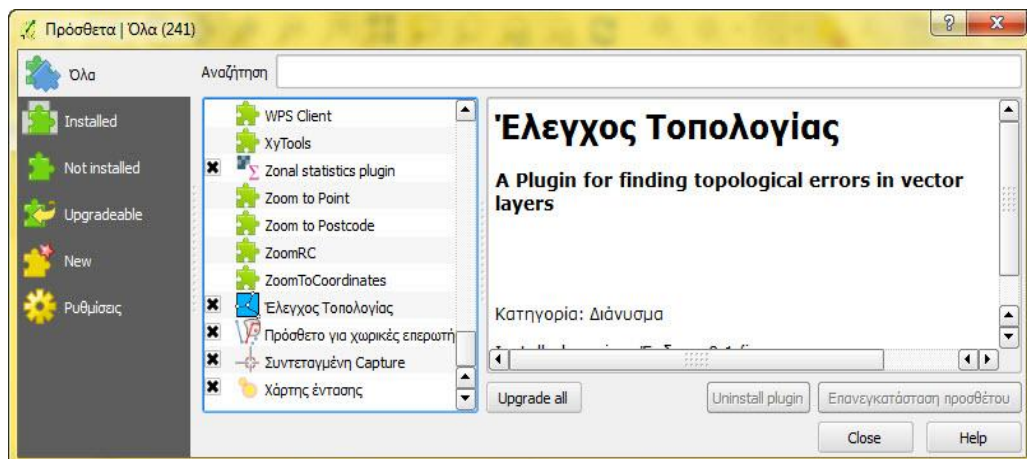 Πρόσθετα | Όλα (241)
Όλα
Installed
Not installed
Upgradeable
New
Ρυθμίσεις
Αναζήτηση
WPS Client
XyTools
Zonal statistics plugin
Zoom to Point
Zoom to Postcode
ZoomRC
ZoomToCoordinates
Έλεγχος Τοπολογίας
Πρόσθετο για χωρικές επερωτή
Συντεταγμένη Capture
Χάρτης έντασης
Έλεγχος Τοπολογίας
A Plugin for finding topological errors in vector
layers
Κατηγορία: Διάνυσμα
Upgrade all
Uninstall plugin
Επανεγκατάσταση προσθέτου
Close
Help